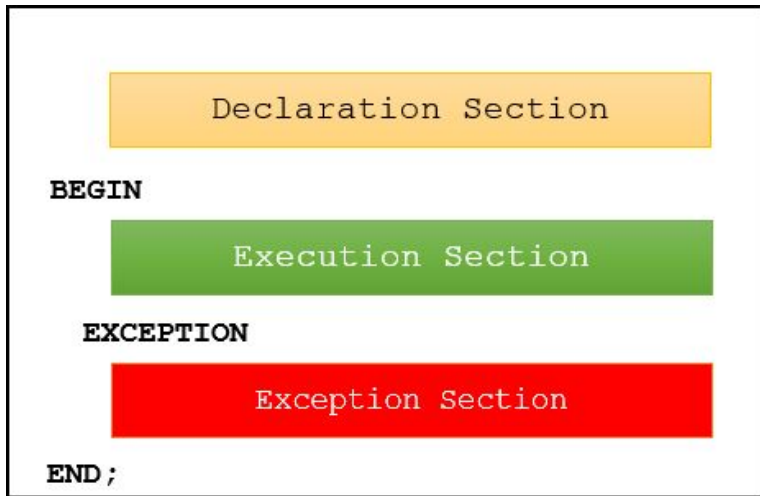 Declaration Section
BEGIN
Execution Section
EXCEPTION
Exception Section
END;